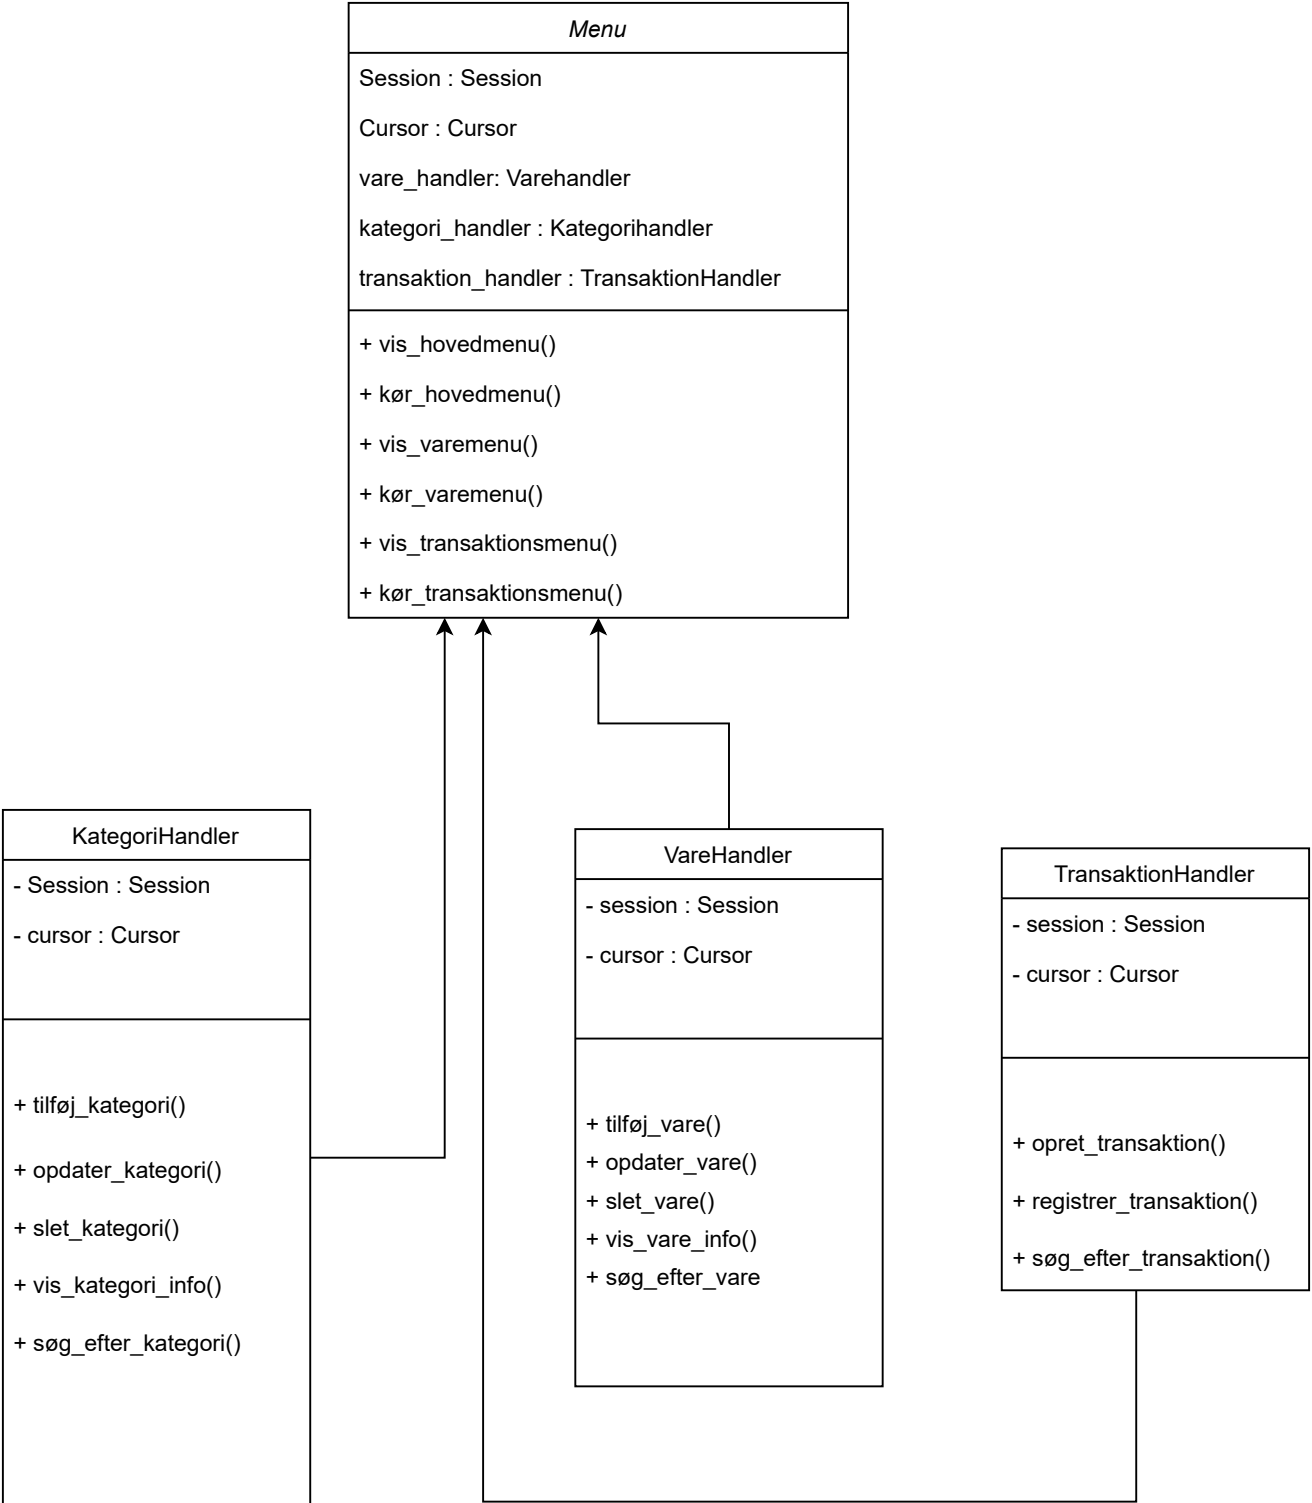 Menu
Session : Session
Cursor : Cursor
vare_handler: Varehandler
kategori_handler : Kategorihandler
transaktion_handler : TransaktionHandler
+ vis_hovedmenu()
+ kør_hovedmenu()
+ vis_varemenu()
+ kør_varemenu()
+ vis_transaktionsmenu()
+ kør_transaktionsmenu()
KategoriHandler
- Session : Session
- cursor : Cursor
+ tilføj_kategori()
+ opdater_kategori()
+ slet_kategori()
+ vis_kategori_info()
+ søg_efter_kategori()
VareHandler
- session : Session
- cursor : Cursor
+ tilføj_vare()
+ opdater_vare()
+ slet_vare()
+ vis_vare_info()
+ søg_efter_vare
TransaktionHandler
- session : Session
- cursor : Cursor
+ opret_transaktion()
+ registrer_transaktion()
+ søg_efter_transaktion()